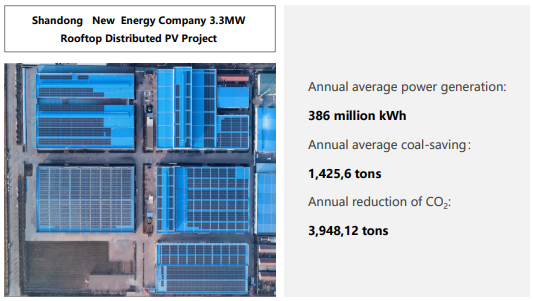 Shandong New Energy Company 3.3MW
Rooftop Distributed PV Project
Annual average power generation:
386 million kWh
Annual average coal-saving:
1,425,6 tons
Annual reduction of CO₂:
3,948,12 tons